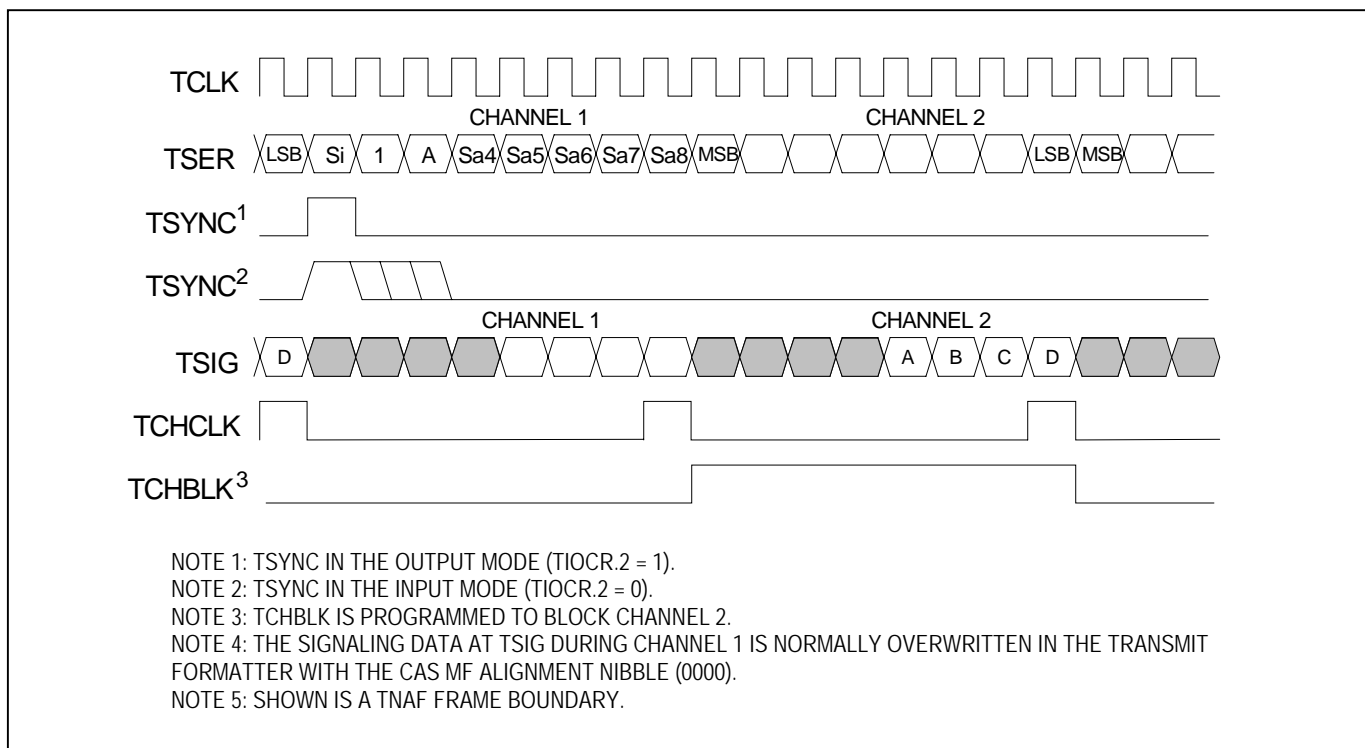 TCLK
CHANNEL 1 CHANNEL 2
TSER LSB Si 1 A Sa4 Sa5 Sa6 Sa7 Sa8 MSB LSB MSB
TSYNC1
TSYNC2
CHANNEL 1 CHANNEL 2
TSIG D A B C D
TCHCLK
TCHBLK3
NOTE 1: TSYNC IN THE OUTPUT MODE (TIOCR.2 = 1).
NOTE 2: TSYNC IN THE INPUT MODE (TIOCR.2 = 0).
NOTE 3: TCHBLK IS PROGRAMMED TO BLOCK CHANNEL 2.
NOTE 4: THE SIGNALING DATA AT TSIG DURING CHANNEL 1 IS NORMALLY OVERWRITTEN IN THE TRANSMIT
FORMATTER WITH THE CAS MF ALIGNMENT NIBBLE (0000).
NOTE 5: SHOWN IS A TNAF FRAME BOUNDARY.